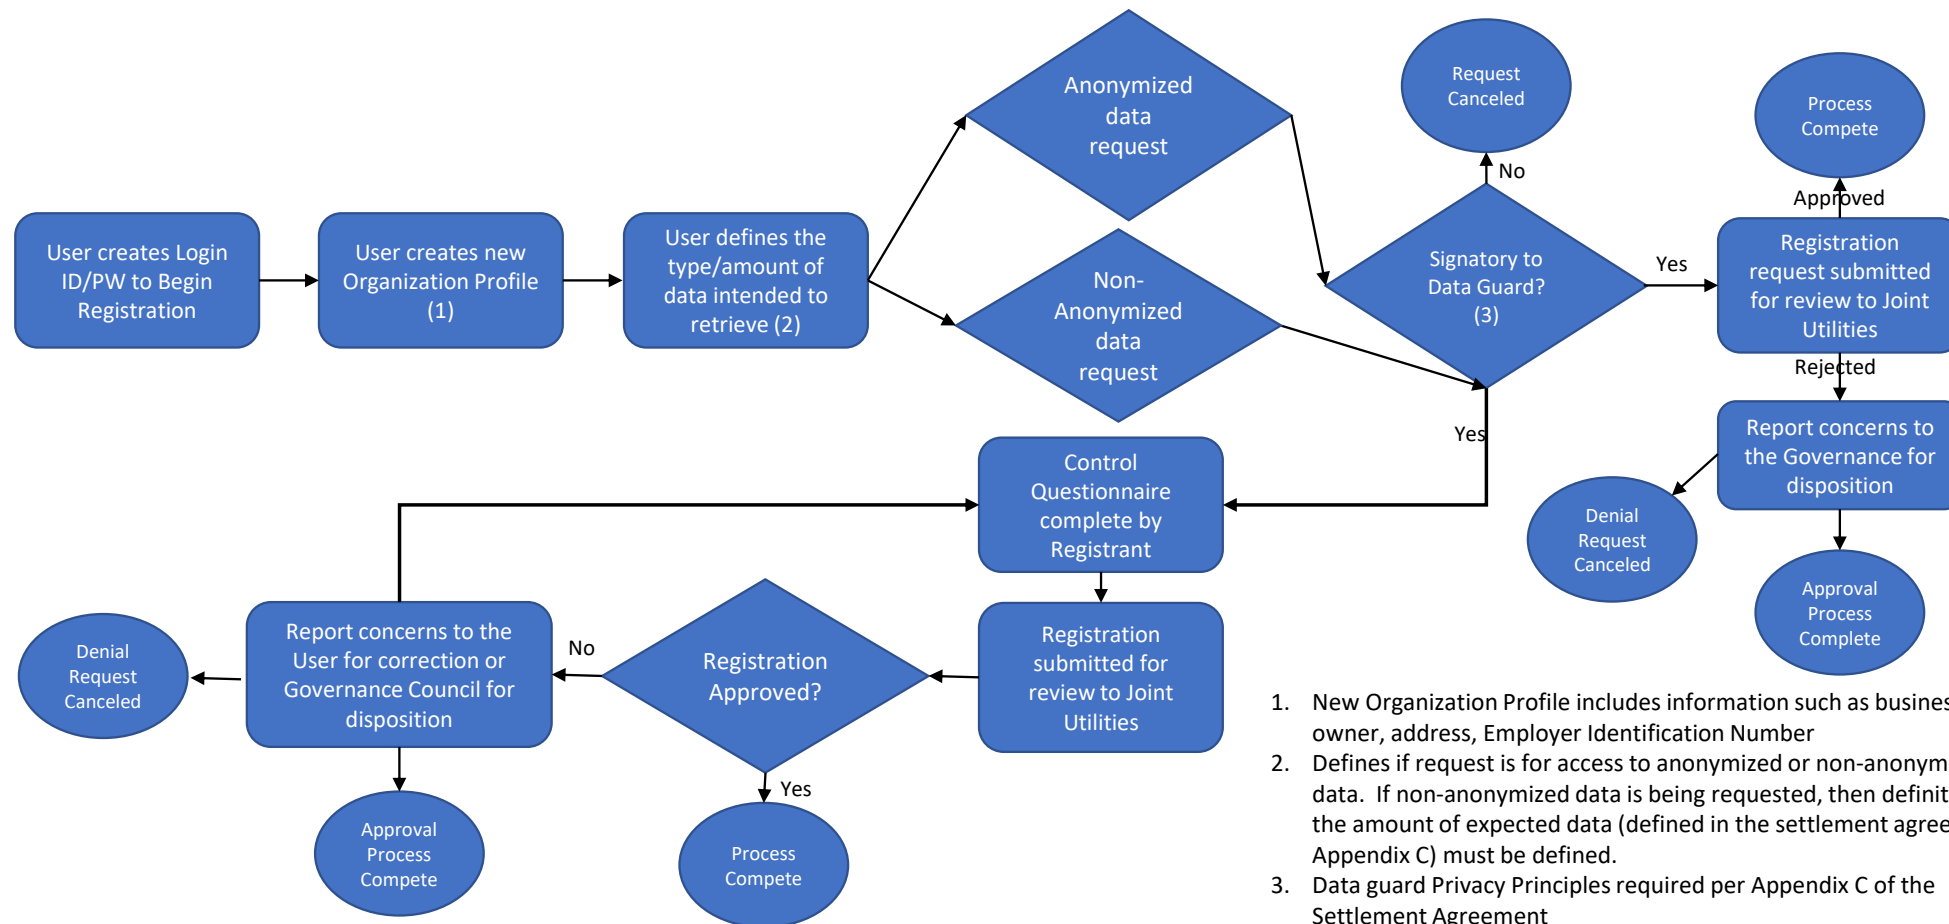 User creates Login
ID/PW to Begin
Registration
User creates new
Organization Profile
(1)
User defines the
type/amount of
data intended to
retrieve (2)
Anonymized
data
request
Non-
Anonymized
data
request
Request
Canceled
No
Signatory to
Data Guard?
(3)
Yes
Process
Compete
Approved
Registration
request submitted
for review to Joint
Utilities
Rejected
Report concerns to
the Governance for
disposition
Denial
Request
Canceled
Approval
Process
Complete
Yes
Control
Questionnaire
complete by
Registrant
Registration
submitted for
review to Joint
Utilities
Registration
Approved?
No
Yes
Process
Compete
Report concerns to the
User for correction or
Governance Council for
disposition
Denial
Request
Canceled
Approval
Process
Compete
1. New Organization Profile includes information such as busines
owner, address, Employer Identification Number
2. Defines if request is for access to anonymized or non-anonym
data. If non-anonymized data is being requested, then definit
the amount of expected data (defined in the settlement agree
Appendix C) must be defined.
3. Data guard Privacy Principles required per Appendix C of the
Settlement Agreement